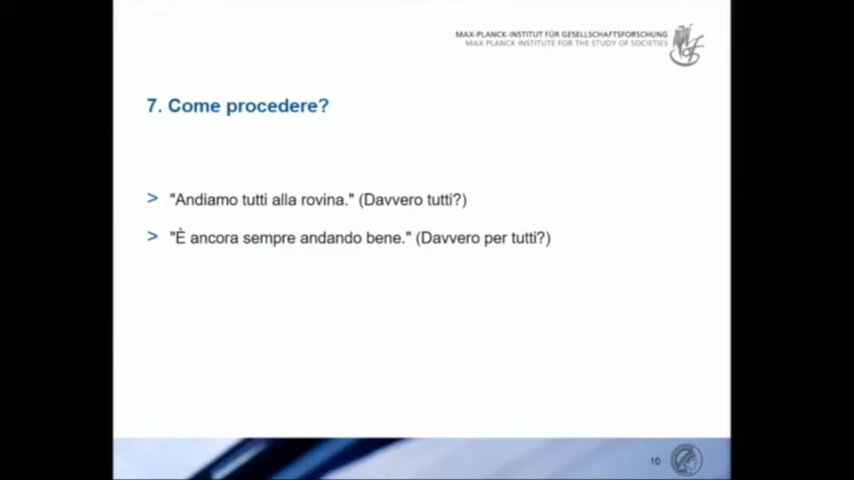 MAX-PLANCK-INSTITUT FÜR GESELLSCHAFTSFORSCHUNG
MAX PLANCK INSTITUTE FOR THE STUDY OF SOCIETIES
7. Come procedere?
> "Andiamo tutti alla rovina." (Davvero tutti?)
> "È ancora sempre andando bene." (Davvero per tutti?)
10